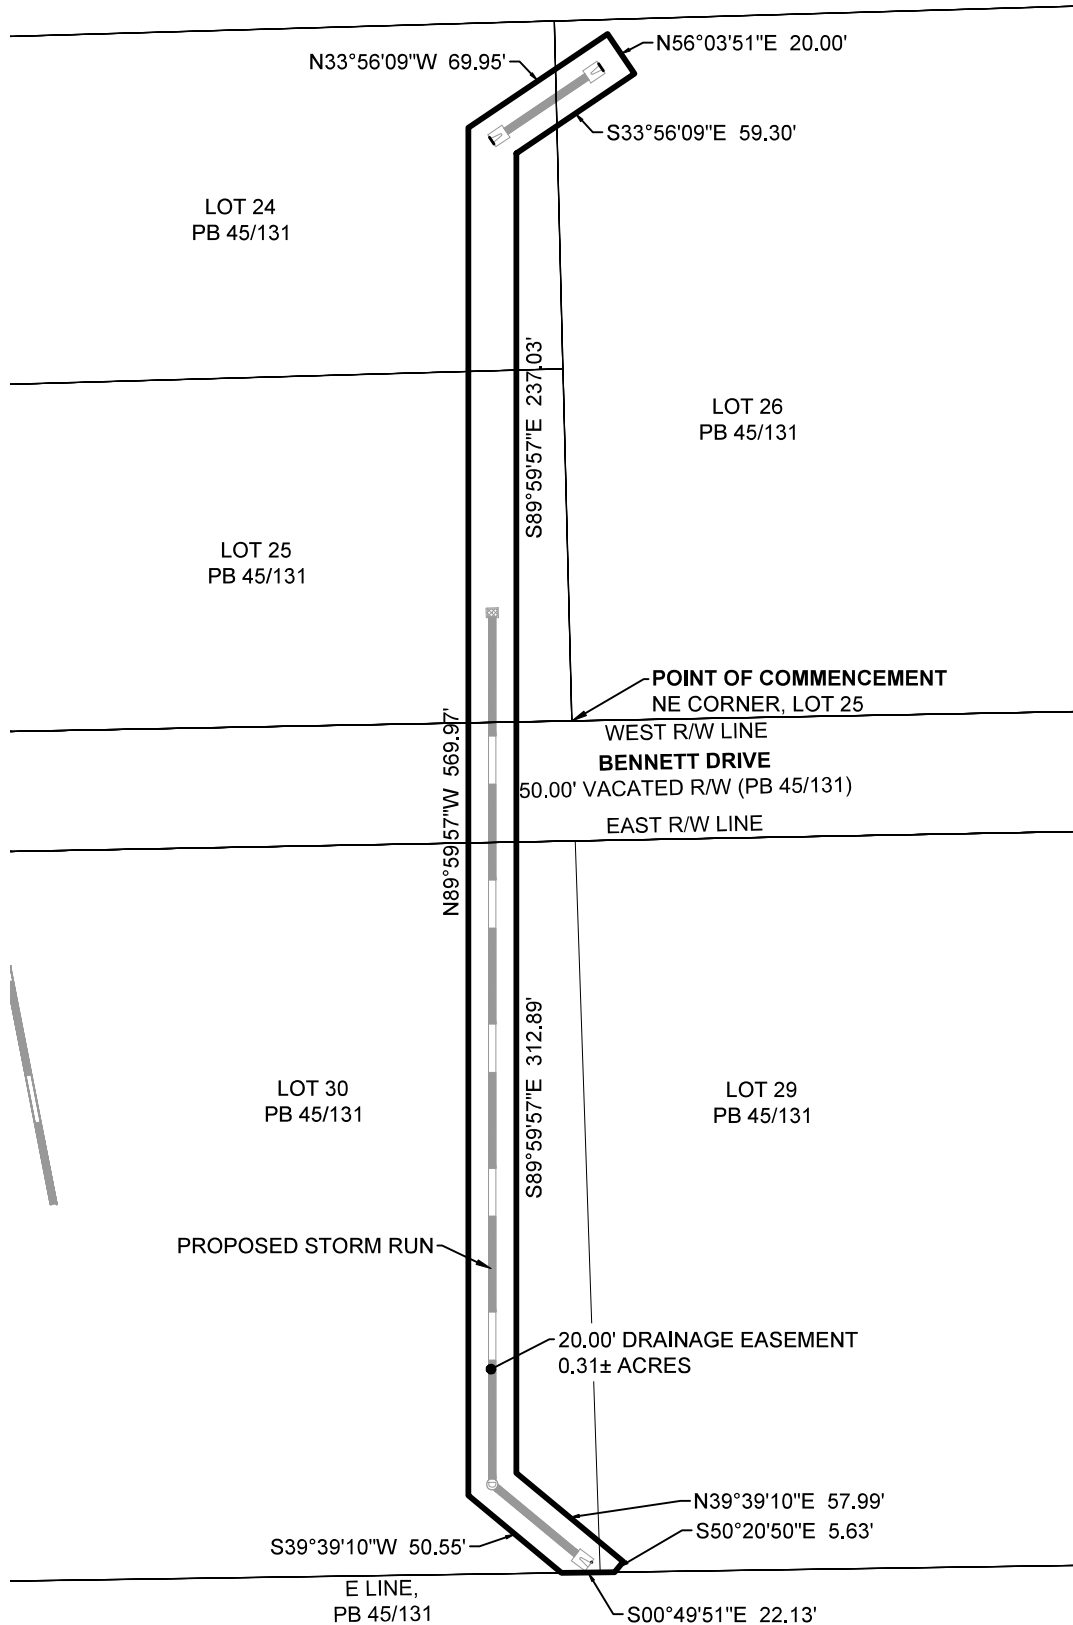 N56°03'51"E 20.00'
N33°56'09"W 69.95'
S33°56'09"E 59.30'
LOT 24
PB 45/131
S89°59'57"E 237.03'
LOT 26
PB 45/131
LOT 25
PB 45/131
POINT OF COMMENCEMENT
NE CORNER, LOT 25
WEST R/W LINE
BENNETT DRIVE
50.00' VACATED R/W (PB 45/131)
EAST R/W LINE
N89°59'57"W 569.97'
S89°59'57"E 312.89'
LOT 30
PB 45/131
LOT 29
PB 45/131
PROPOSED STORM RUN
20.00' DRAINAGE EASEMENT
0.31± ACRES
N39°39'10"E 57.99'
S50°20'50"E 5.63'
S39°39'10"W 50.55'
E LINE,
PB 45/131
S00°49'51"E 22.13'